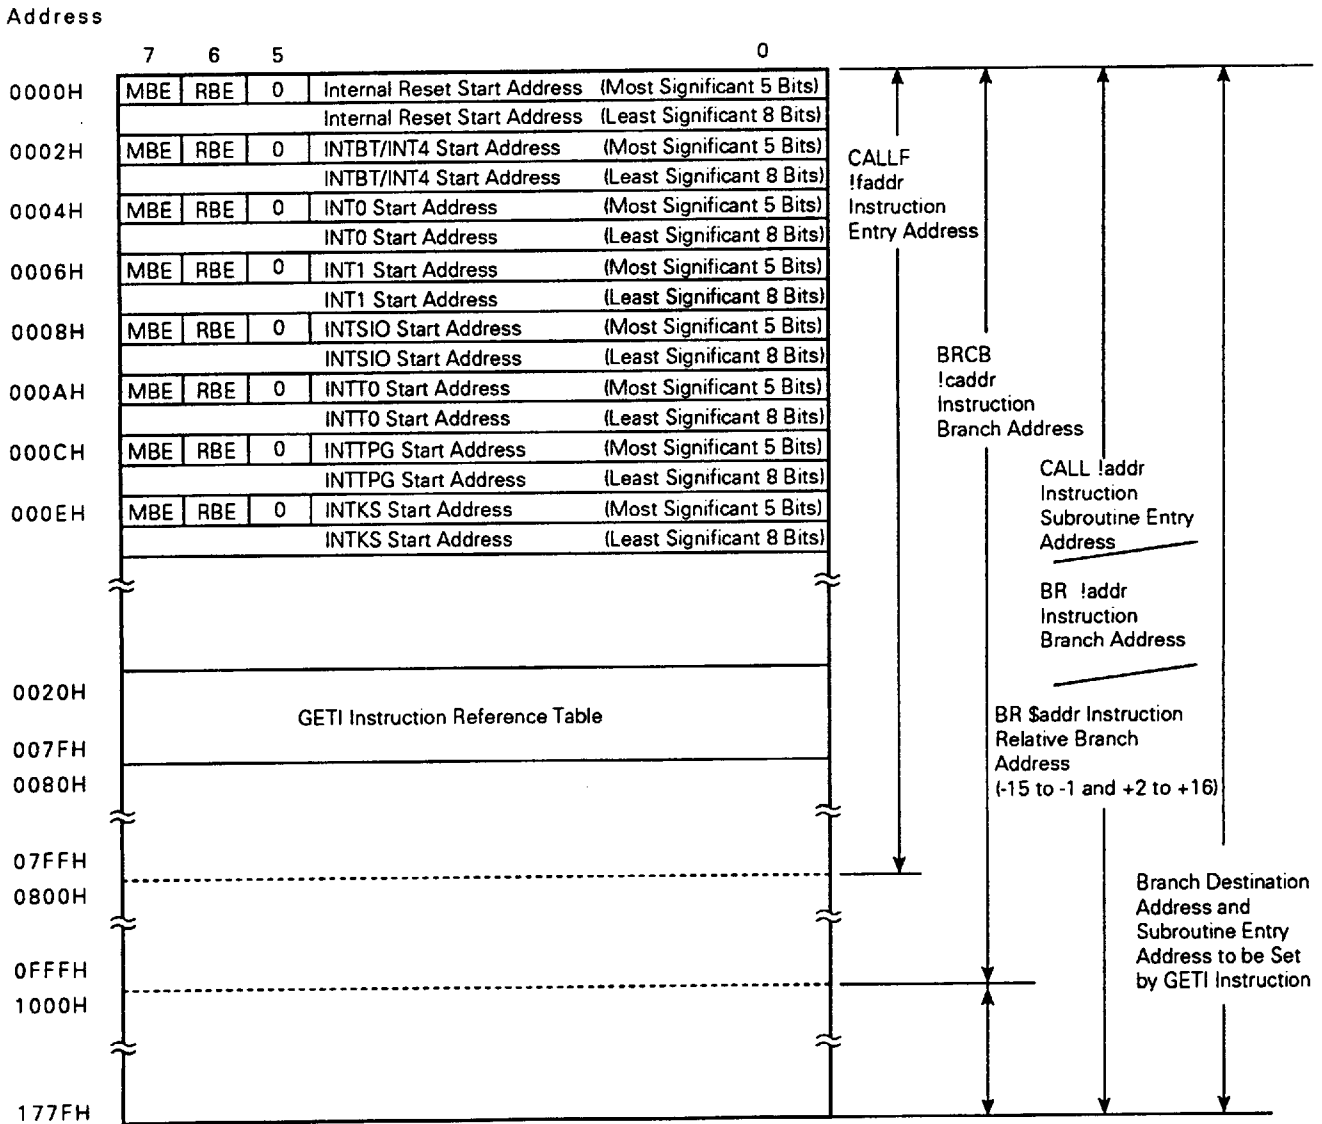 Address
7 6 5 0
0000H MBE RBE 0 Internal Reset Start Address (Most Significant 5 Bits)
Internal Reset Start Address (Least Significant 8 Bits)
0002H MBE RBE 0 INTBT/INT4 Start Address (Most Significant 5 Bits)
INTBT/INT4 Start Address (Least Significant 8 Bits)
0004H MBE RBE 0 INT0 Start Address (Most Significant 5 Bits)
INT0 Start Address (Least Significant 8 Bits)
0006H MBE RBE 0 INT1 Start Address (Most Significant 5 Bits)
INT1 Start Address (Least Significant 8 Bits)
0008H MBE RBE 0 INTSIO Start Address (Most Significant 5 Bits)
INTSIO Start Address (Least Significant 8 Bits)
000AH MBE RBE 0 INTT0 Start Address (Most Significant 5 Bits)
INTT0 Start Address (Least Significant 8 Bits)
000CH MBE RBE 0 INTTPG Start Address (Most Significant 5 Bits)
INTTPG Start Address (Least Significant 8 Bits)
000EH MBE RBE 0 INTKS Start Address (Most Significant 5 Bits)
INTKS Start Address (Least Significant 8 Bits)
0020H
GETI Instruction Reference Table
007FH
0080H
07FFH
0800H
0FFFH
1000H
177FH
CALLF
!faddr
Instruction
Entry Address
BRCB
!caddr
Instruction
Branch Address
CALL !addr
Instruction
Subroutine Entry
Address
BR !addr
Instruction
Branch Address
BR $addr Instruction
Relative Branch
Address
(-15 to -1 and +2 to +16)
Branch Destination
Address and
Subroutine Entry
Address to be Set
by GETI Instruction